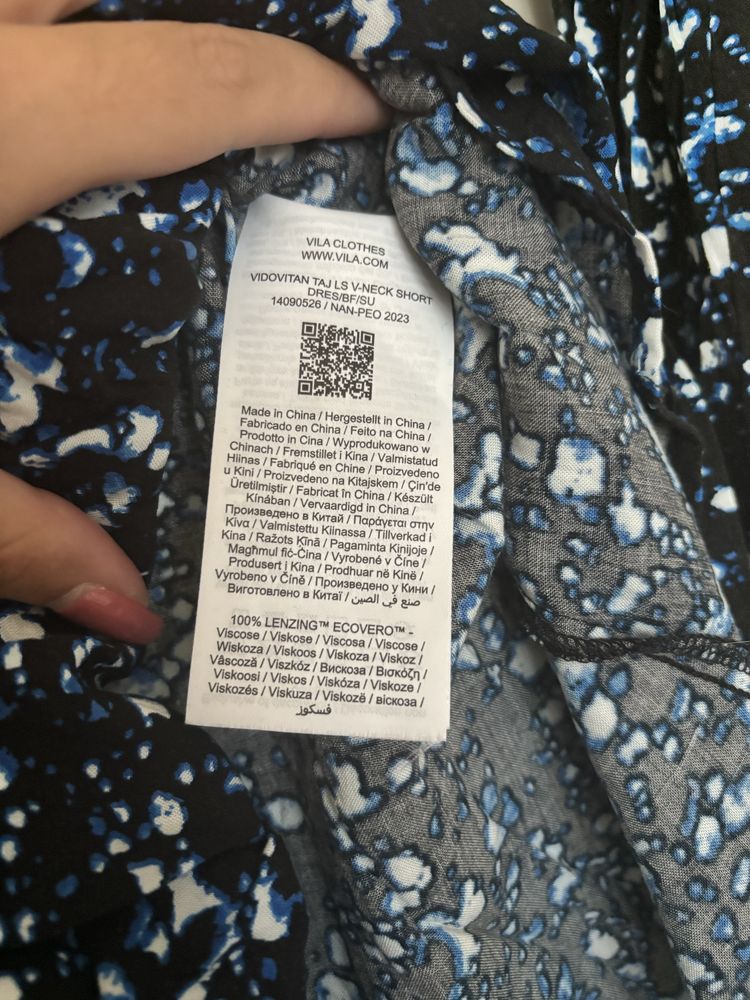 VILA CLOTHES
WWW.VILA.COM
VIDOVITAN TAJ LS V-NECK SHORT
DRES/BF/SU
14090526 / NAN-PEO 2023
Made in China / Hergestellt in China /
Fabricado en China / Feito na China /
Prodotto in Cina / Wyprodukowano w
Chinach / Fremstillet i Kina / Valmistatud
Hiinas / Fabriqué en Chine / Proizvedeno
u Kini / Proizvedeno na Kitajskem / Çin'de
Üretilmiştir / Fabricat în China / Készült
Kínában / Vervaardigd in China /
Произведено в Китай / Παράγεται στην
Κίνα / Valmistettu Kiinassa / Tillverkad i
Kina / Ražots Ķīnā / Pagaminta Kinijoje /
Magħmul fiċ-Ċina / Vyrobené v Číne /
Produsert i Kina / Prodhuar në Kinë /
Vyrobeno v Číně / Произведено у Кини /
Виготовлено в Китаї / صنع في الصين
100% LENZING™ ECOVERO™ -
Viscose / Viskose / Viscosa / Viscose /
Wiskoza / Viskoos / Viskoza / Viskoz /
Vâscoză / Viszkóz / Вискоза / Βισκόζη /
Viskoosi / Viskos / Viskóza / Viskoze /
Viskozės / Viskuza / Viskozë / віскоза /
فسكوز